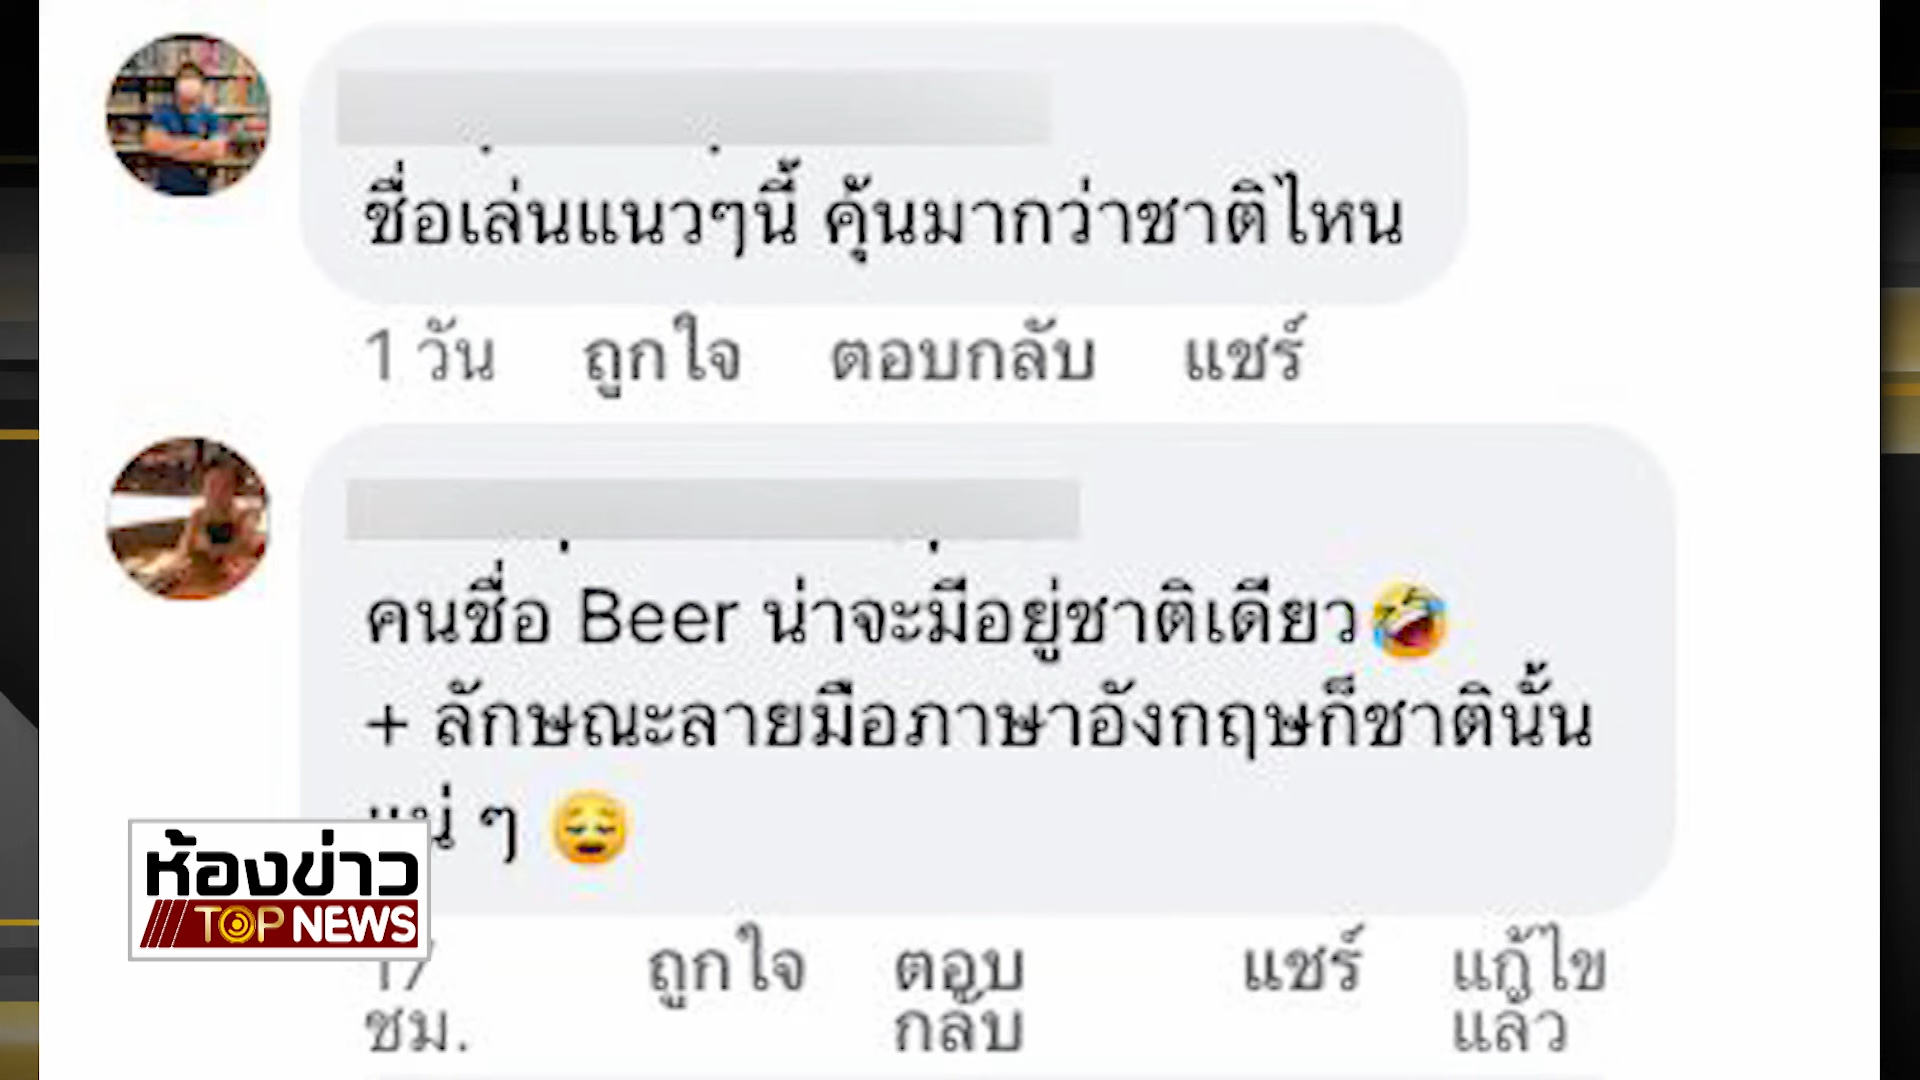 ชื่อเล่นแนวๆนี้ คุ้นมากว่าชาติไหน
1 วัน ถูกใจ ตอบกลับ แชร์
คนชื่อ Beer น่าจะมีอยู่ชาติเดียว🤣
+ ลักษณะลายมือภาษาอังกฤษก็ชาตินั้น
แน่ ๆ 😩
ห้องข่าว
TOP NEWS
17 ชม. ถูกใจ ตอบกลับ แชร์ แก้ไขแล้ว